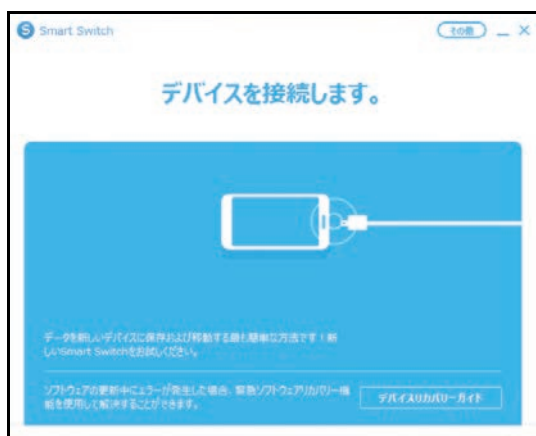 Smart Switch
その他
デバイスを接続します。
データを新しいデバイスに保存および移動する最も簡単な方法です！新
しいSmart Switchをお試しください。
ソフトウェアの更新中にエラーが発生した場合、緊急ソフトウェアリカバリー機
能を使用して解決することができます。
デバイスリカバリーガイド